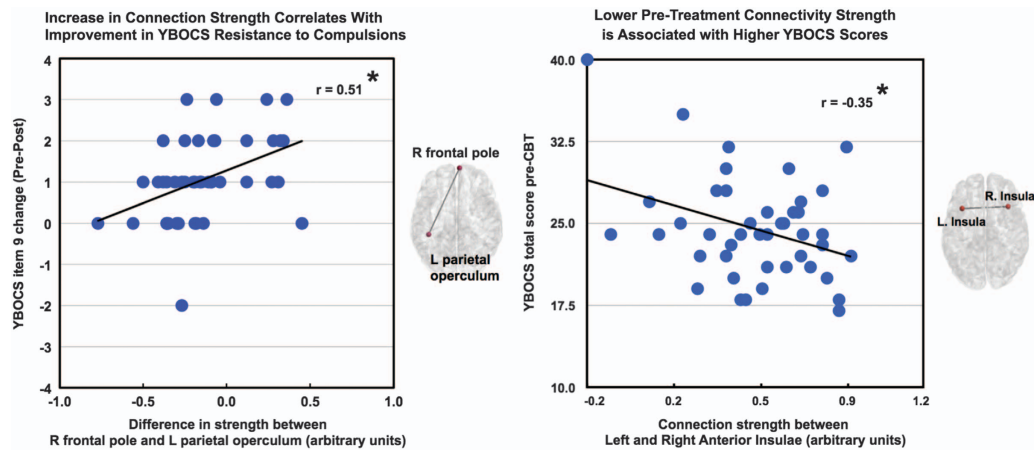 Increase in Connection Strength Correlates With
Improvement in YBOCS Resistance to Compulsions
YBOCS item 9 change (Pre-Post)
4
3
2
1
0
-1
-2
-3
-4
r = 0.51 *
-1.0 -0.5 0.0 0.5 1.0
Difference in strength between
R frontal pole and L parietal operculum (arbitrary units)
R frontal pole
L parietal
operculum
Lower Pre-Treatment Connectivity Strength
is Associated with Higher YBOCS Scores
YBOCS total score pre-CBT
40.0
32.5
25.0
17.5
10.0
r = -0.35 *
-0.2 0.2 0.5 0.9 1.2
Connection strength between
Left and Right Anterior Insulae (arbitrary units)
R. Insula
L. Insula